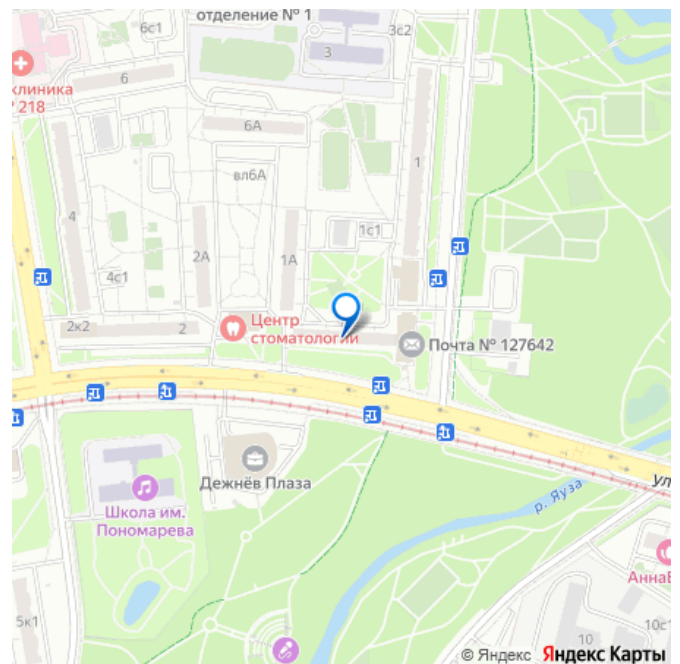 отделение № 1
6с1
3с2
3
клиника
218
6
6А
1
вл6А
4
1с1
2А
1А
4с1
2к2
2
Центр
стоматологии
Почта № 127642
Дежнёв Плаза
Школа им.
Пономарева
р. Яуза
Ул
Анна
5к1
10
10с1
© Яндекс Яндекс Карты